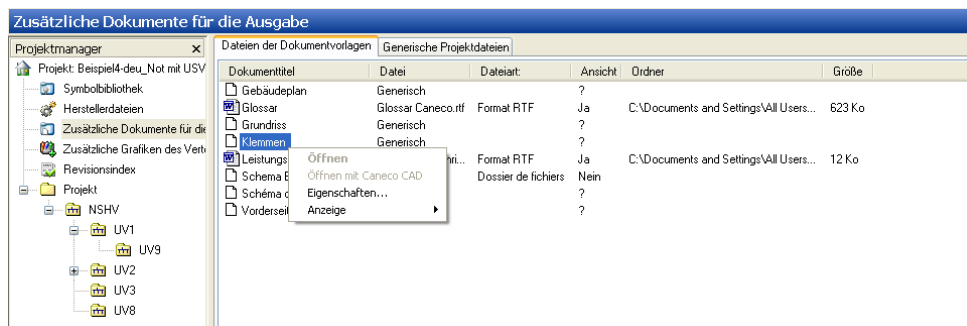 Zusätzliche Dokumente für die Ausgabe
Projektmanager
Projekt: Beispiel4-deu_Not mit USV
Symbolbibliothek
Herstellerdateien
Zusätzliche Dokumente für die
Zusätzliche Grafiken des Verte
Revisionsindex
Projekt
NSHV
UV1
UV9
UV2
UV3
UV8
Dateien der Dokumentvorlagen Generische Projektdateien
Dokumenttitel Datei Dateiart: Ansicht Ordner Größe
Gebäudeplan Generisch ?
Glossar Glossar Caneco.rtf Format RTF Ja C:\Documents and Settings\All Users... 623 Ko
Grundriss Generisch ?
Klemmen Generisch ?
Leistungs hri... Format RTF Ja C:\Documents and Settings\All Users... 12 Ko
Schema E Dossier de fichiers Nein
Schéma ?
Vorderseit ?
Öffnen
Öffnen mit Caneco CAD
Eigenschaften...
Anzeige